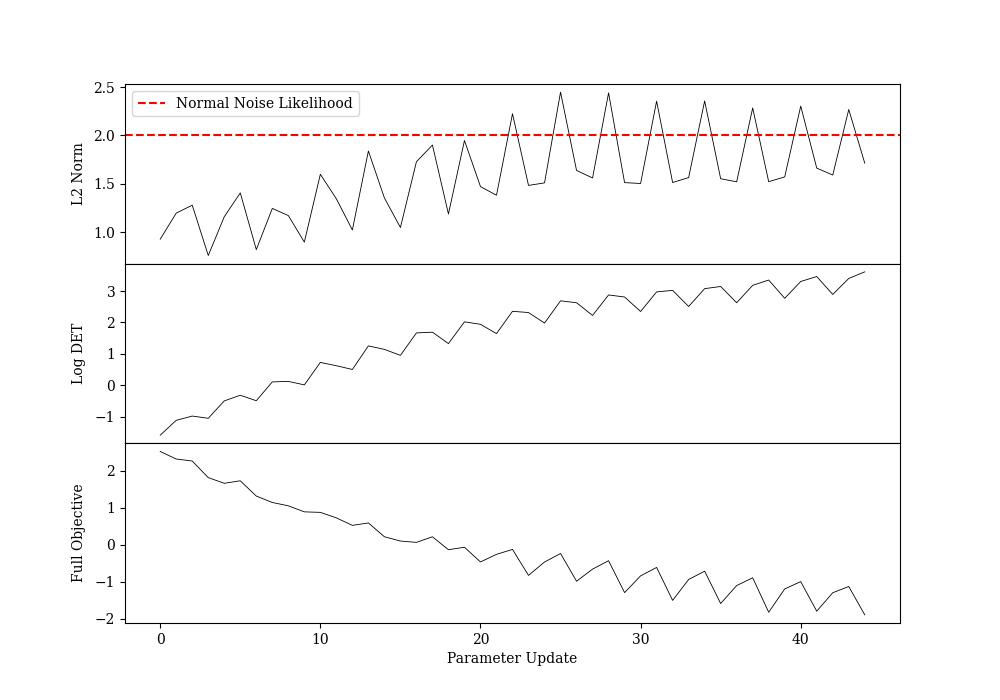 2.5
Normal Noise Likelihood
2.0
1.5
1.0
L2 Norm
3
2
1
0
−1
Log DET
2
1
0
−1
−2
Full Objective
0 10 20 30 40
Parameter Update